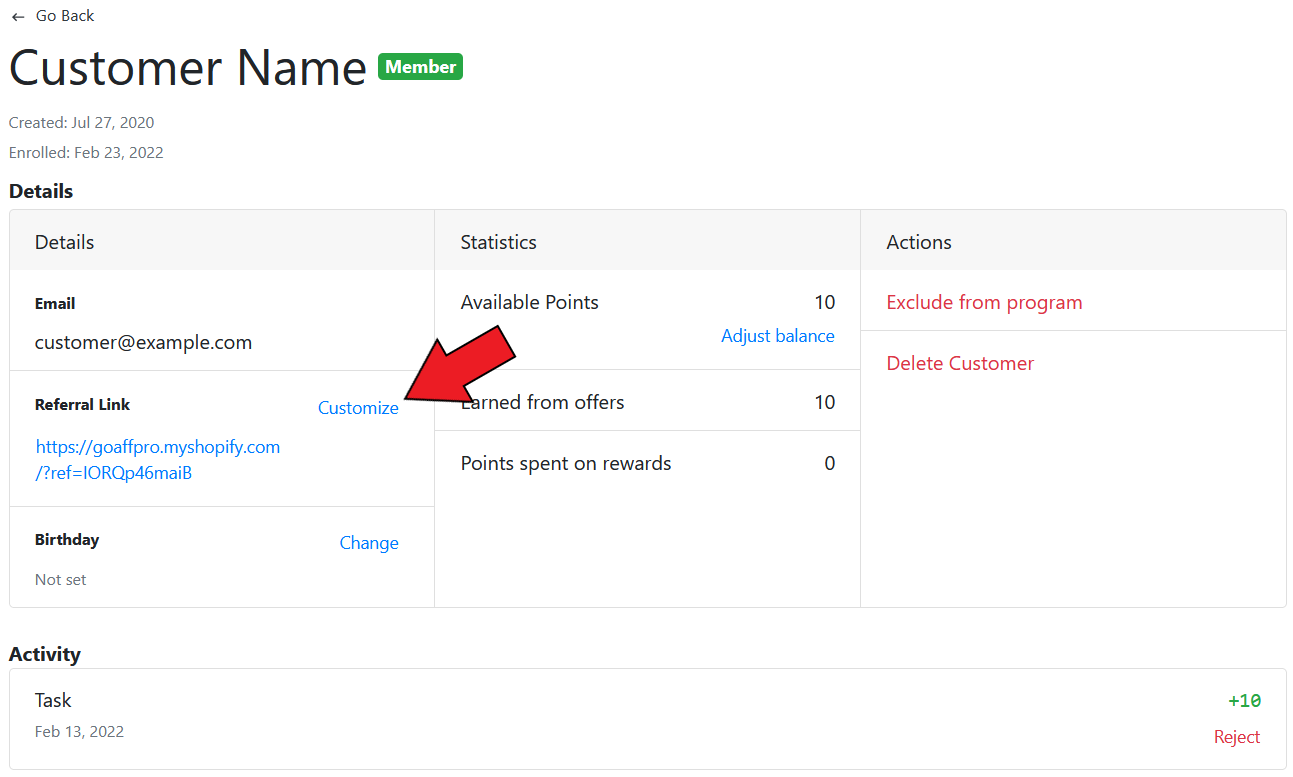 ← Go Back
Customer Name Member
Created: Jul 27, 2020
Enrolled: Feb 23, 2022
Details
Details
Email
customer@example.com
Referral Link Customize
https://goaffpro.myshopify.com
/?ref=IORQp46maiB
Birthday Change
Not set
Statistics
Available Points 10
Adjust balance
Earned from offers 10
Points spent on rewards 0
Actions
Exclude from program
Delete Customer
Activity
Task +10
Feb 13, 2022 Reject